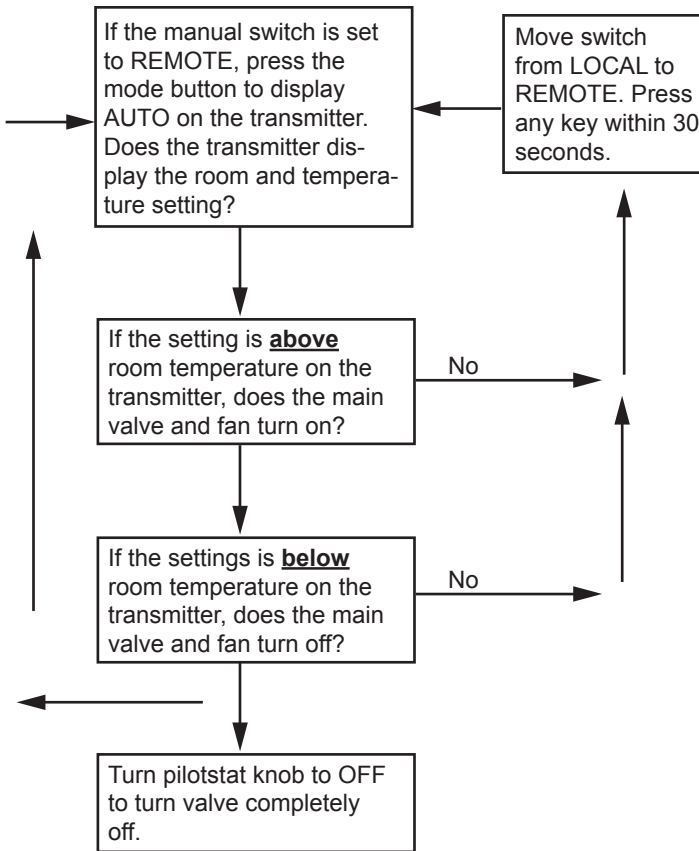 If the manual switch is set
to REMOTE, press the
mode button to display
AUTO on the transmitter.
Does the transmitter dis-
play the room and tempera-
ture setting?
Move switch
from LOCAL to
REMOTE. Press
any key within 30
seconds.
If the setting is above
room temperature on the
transmitter, does the main
valve and fan turn on?
No
If the settings is below
room temperature on the
transmitter, does the main
valve and fan turn off?
No
Turn pilotstat knob to OFF
to turn valve completely
off.